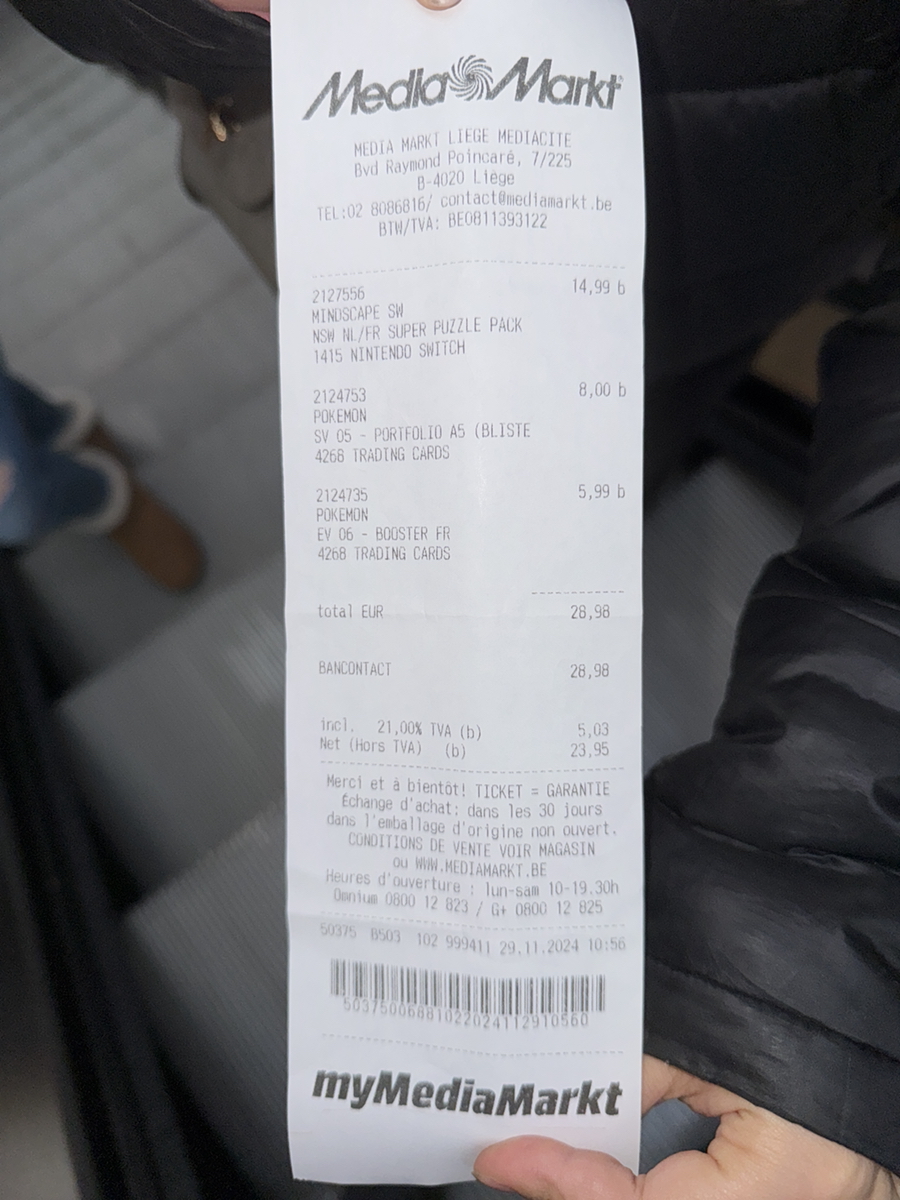 MediaMarkt
MEDIA MARKT LIEGE MEDIACITE
Bvd Raymond Poincaré, 7/225
B-4020 Liège
TEL:02 8086816/ contact@mediamarkt.be
BTW/TVA: BE0811393122
2127556 14,99 b
MINDSCAPE SW
NSW NL/FR SUPER PUZZLE PACK
1415 NINTENDO SWITCH
2124753 8,00 b
POKEMON
SV 05 - PORTFOLIO A5 (BLISTE
4268 TRADING CARDS
2124735 5,99 b
POKEMON
EV 06 - BOOSTER FR
4268 TRADING CARDS
total EUR 28,98
BANCONTACT 28,98
incl. 21,00% TVA (b) 5,03
Net (Hors TVA) (b) 23,95
Merci et à bientôt! TICKET = GARANTIE
Échange d'achat: dans les 30 jours
dans l'emballage d'origine non ouvert.
CONDITIONS DE VENTE VOIR MAGASIN
ou WWW.MEDIAMARKT.BE
Heures d'ouverture : lun-sam 10-19.30h
Omnium 0800 12 823 / G+ 0800 12 825
50375 102 999411 29.11.2024 10:56
myMediaMarkt